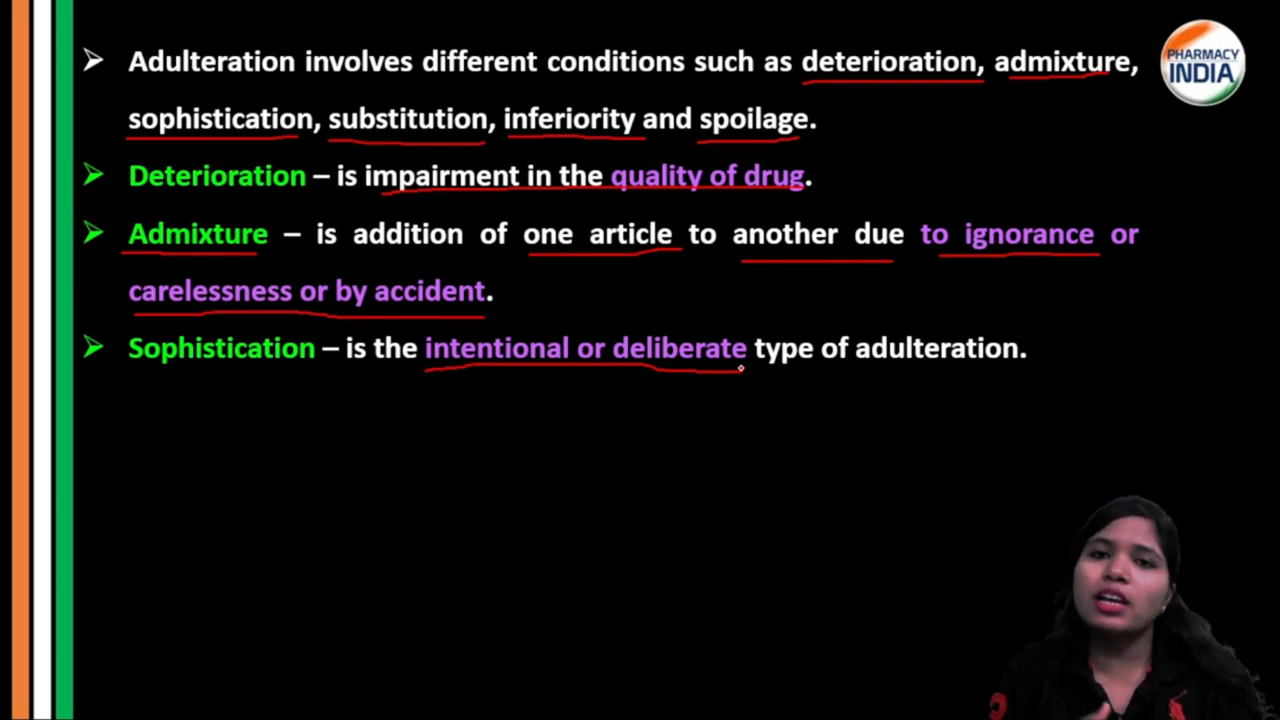 Adulteration involves different conditions such as deterioration, admixture,
sophistication, substitution, inferiority and spoilage.
Deterioration – is impairment in the quality of drug.
Admixture – is addition of one article to another due to ignorance or
carelessness or by accident.
Sophistication – is the intentional or deliberate type of adulteration.
PHARMACY
INDIA